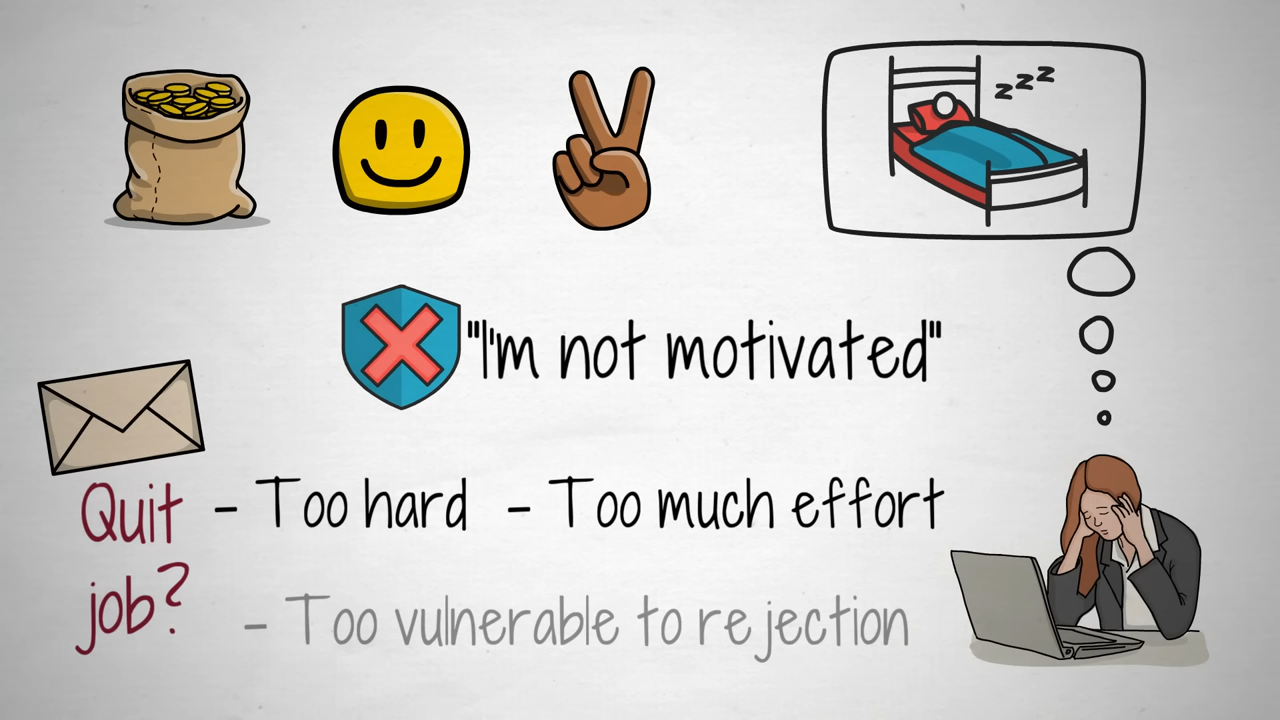 z z z
"I'm not motivated"
Quit job?
- Too hard - Too much effort
- Too vulnerable to rejection